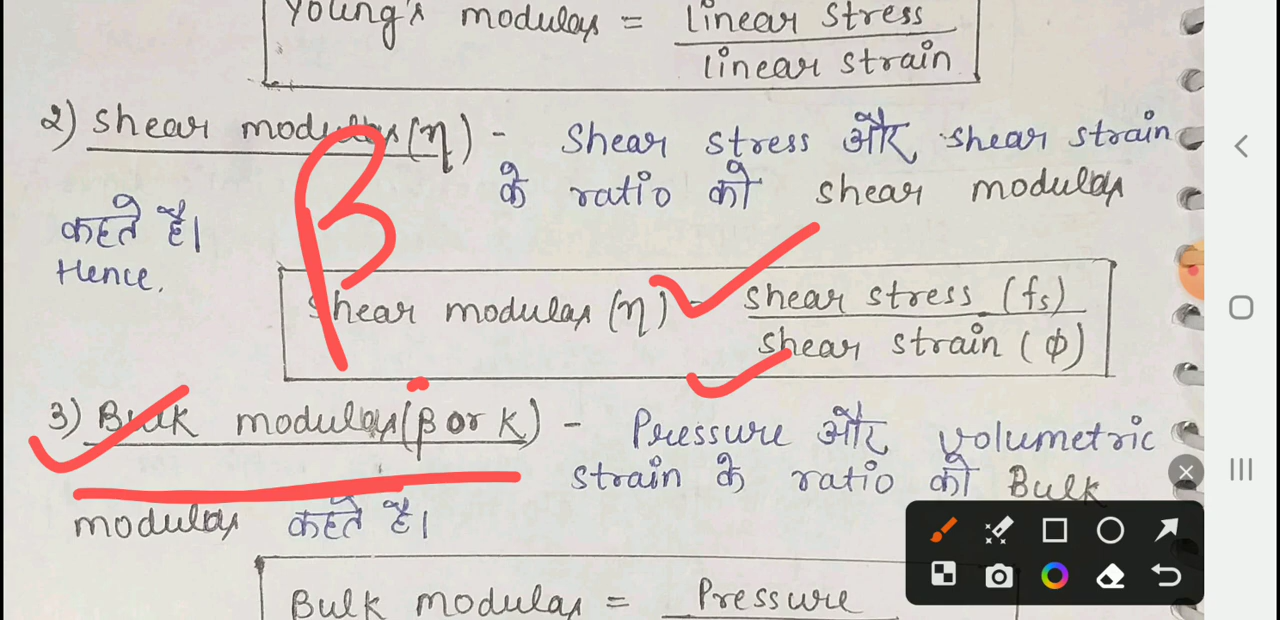 Young's modulas = linear stress
linear strain
2) Shear modulas (η) - Shear stress और shear strain
के ratio को shear modulas
कहते है।
Hence,
Shear modulas (η) = shear stress (fs)
shear strain (ϕ)
β
3) Bulk modulas (β or K) - Pressure और volumetric
strain के ratio को Bulk
modulas कहते है।
Bulk modulas = Pressure